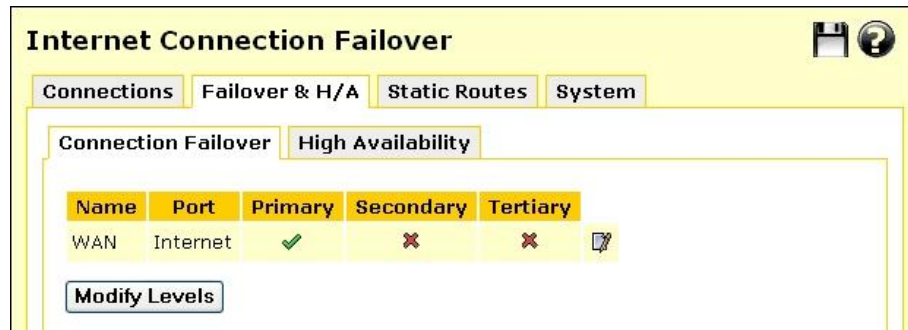 Internet Connection Failover
Connections Failover & H/A Static Routes System
Connection Failover High Availability
Name Port Primary Secondary Tertiary
WAN Internet
Modify Levels